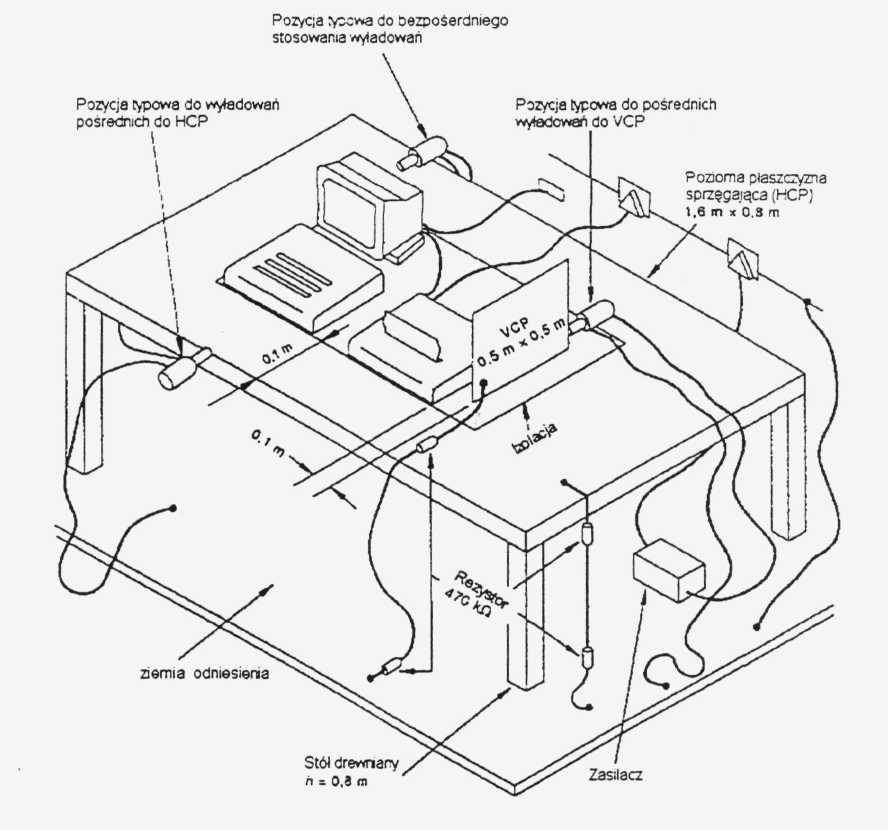 Pozycja typowa do bezpośerdniego
stosowania wyładowań
Pozycja typowa do wyładowań
pośrednich do HCP
Pozycja typowa do pośrednich
wyładowań do VCP
Pozioma płaszczyzna
sprzęgająca (HCP)
1,6 m × 0,8 m
VCP
0,5 m × 0,5 m
0,1 m
Izolacja
0,1 m
Rezystor
470 kΩ
ziemia odniesienia
Stół drewniany
h = 0,8 m
Zasilacz